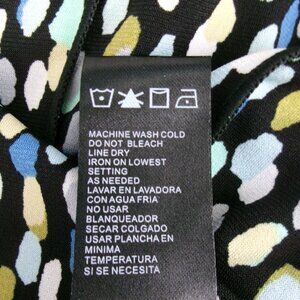 MACHINE WASH COLD
DO NOT BLEACH
LINE DRY
IRON ON LOWEST
SETTING
AS NEEDED
LAVAR EN LAVADORA
CON AGUA FRIA
NO USAR
BLANQUEADOR
SECAR COLGADO
USAR PLANCHA EN
MINIMA
TEMPERATURA
SI SE NECESITA